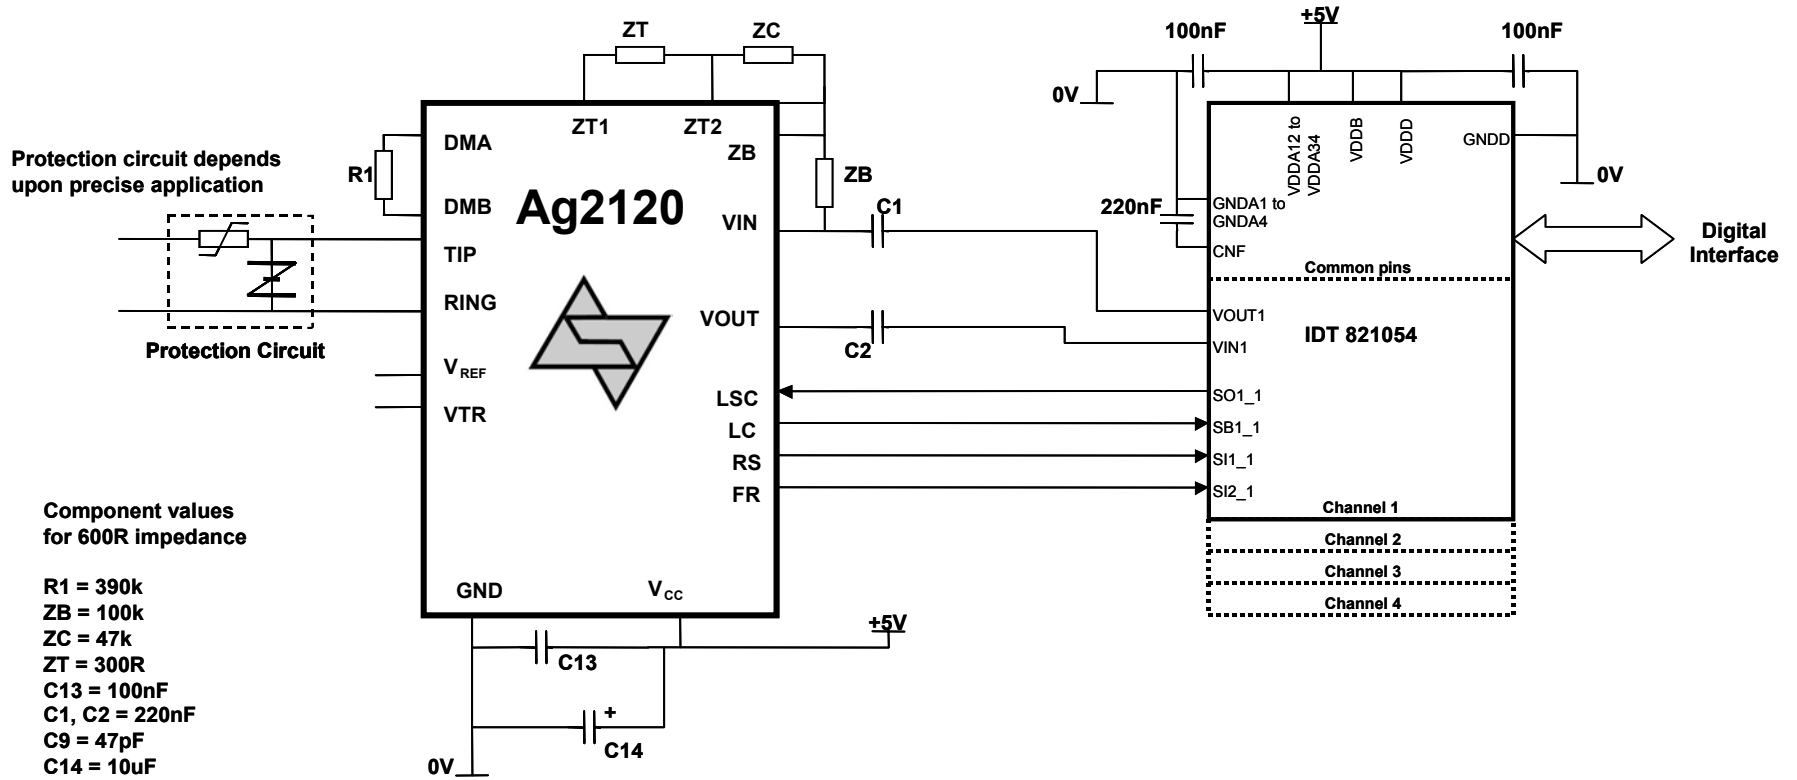 ZT
ZC
+5V
100nF
100nF
0V
ZT1
ZT2
DMA
ZB
Protection circuit depends
upon precise application
R1
ZB
DMB
Ag2120
VIN
C1
TIP
RING
VOUT
C2
Protection Circuit
VREF
VTR
LSC
LC
RS
FR
VDDA12 to
VDDA34
VDDB
VDDD
GNDD
0V
220nF
GNDA1 to
GNDA4
CNF
Common pins
Digital
Interface
VOUT1
IDT 821054
VIN1
SO1_1
SB1_1
SI1_1
SI2_1
Channel 1
Channel 2
Channel 3
Channel 4
Component values
for 600R impedance
R1 = 390k
ZB = 100k
ZC = 47k
ZT = 300R
C13 = 100nF
C1, C2 = 220nF
C9 = 47pF
C14 = 10uF
GND
VCC
+5V
C13
+
C14
0V